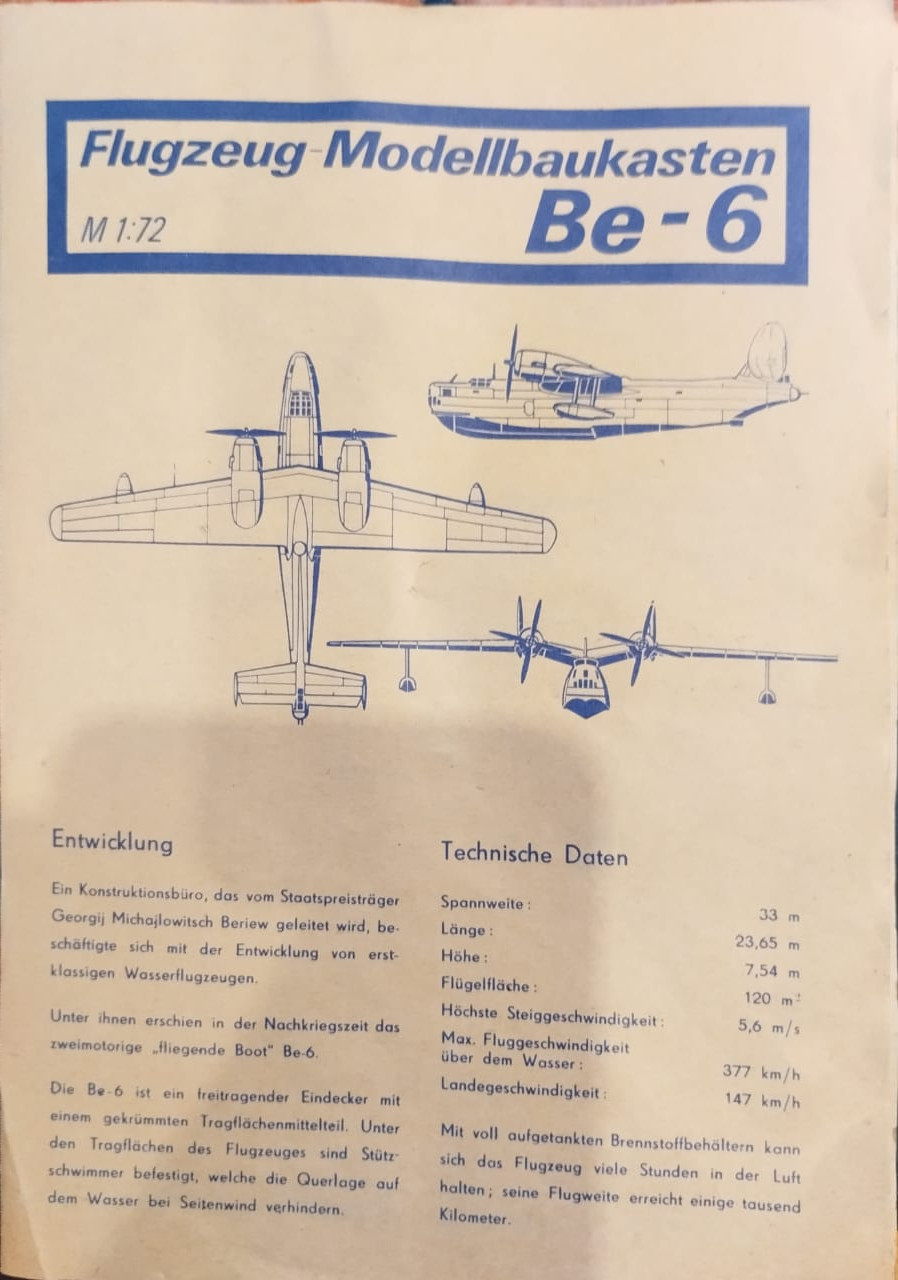 Flugzeug-Modellbaukasten
M 1:72
Be-6
Entwicklung
Ein Konstruktionsbüro, das vom Staatspreisträger
Georgij Michajlowitsch Beriew geleitet wird, be-
schäftigte sich mit der Entwicklung von erst-
klassigen Wasserflugzeugen.
Unter ihnen erschien in der Nachkriegszeit das
zweimotorige „fliegende Boot" Be-6.
Die Be-6 ist ein freitragender Eindecker mit
einem gekrümmten Tragflächenmittelteil. Unter
den Tragflächen des Flugzeuges sind Stütz-
schwimmer befestigt, welche die Querlage auf
dem Wasser bei Seitenwind verhindern.
Technische Daten
Spannweite: 33 m
Länge: 23,65 m
Höhe: 7,54 m
Flügelfläche: 120 m²
Höchste Steiggeschwindigkeit: 5,6 m/s
Max. Fluggeschwindigkeit
über dem Wasser: 377 km/h
Landegeschwindigkeit: 147 km/h
Mit voll aufgetankten Brennstoffbehältern kann
sich das Flugzeug viele Stunden in der Luft
halten; seine Flugweite erreicht einige tausend
Kilometer.